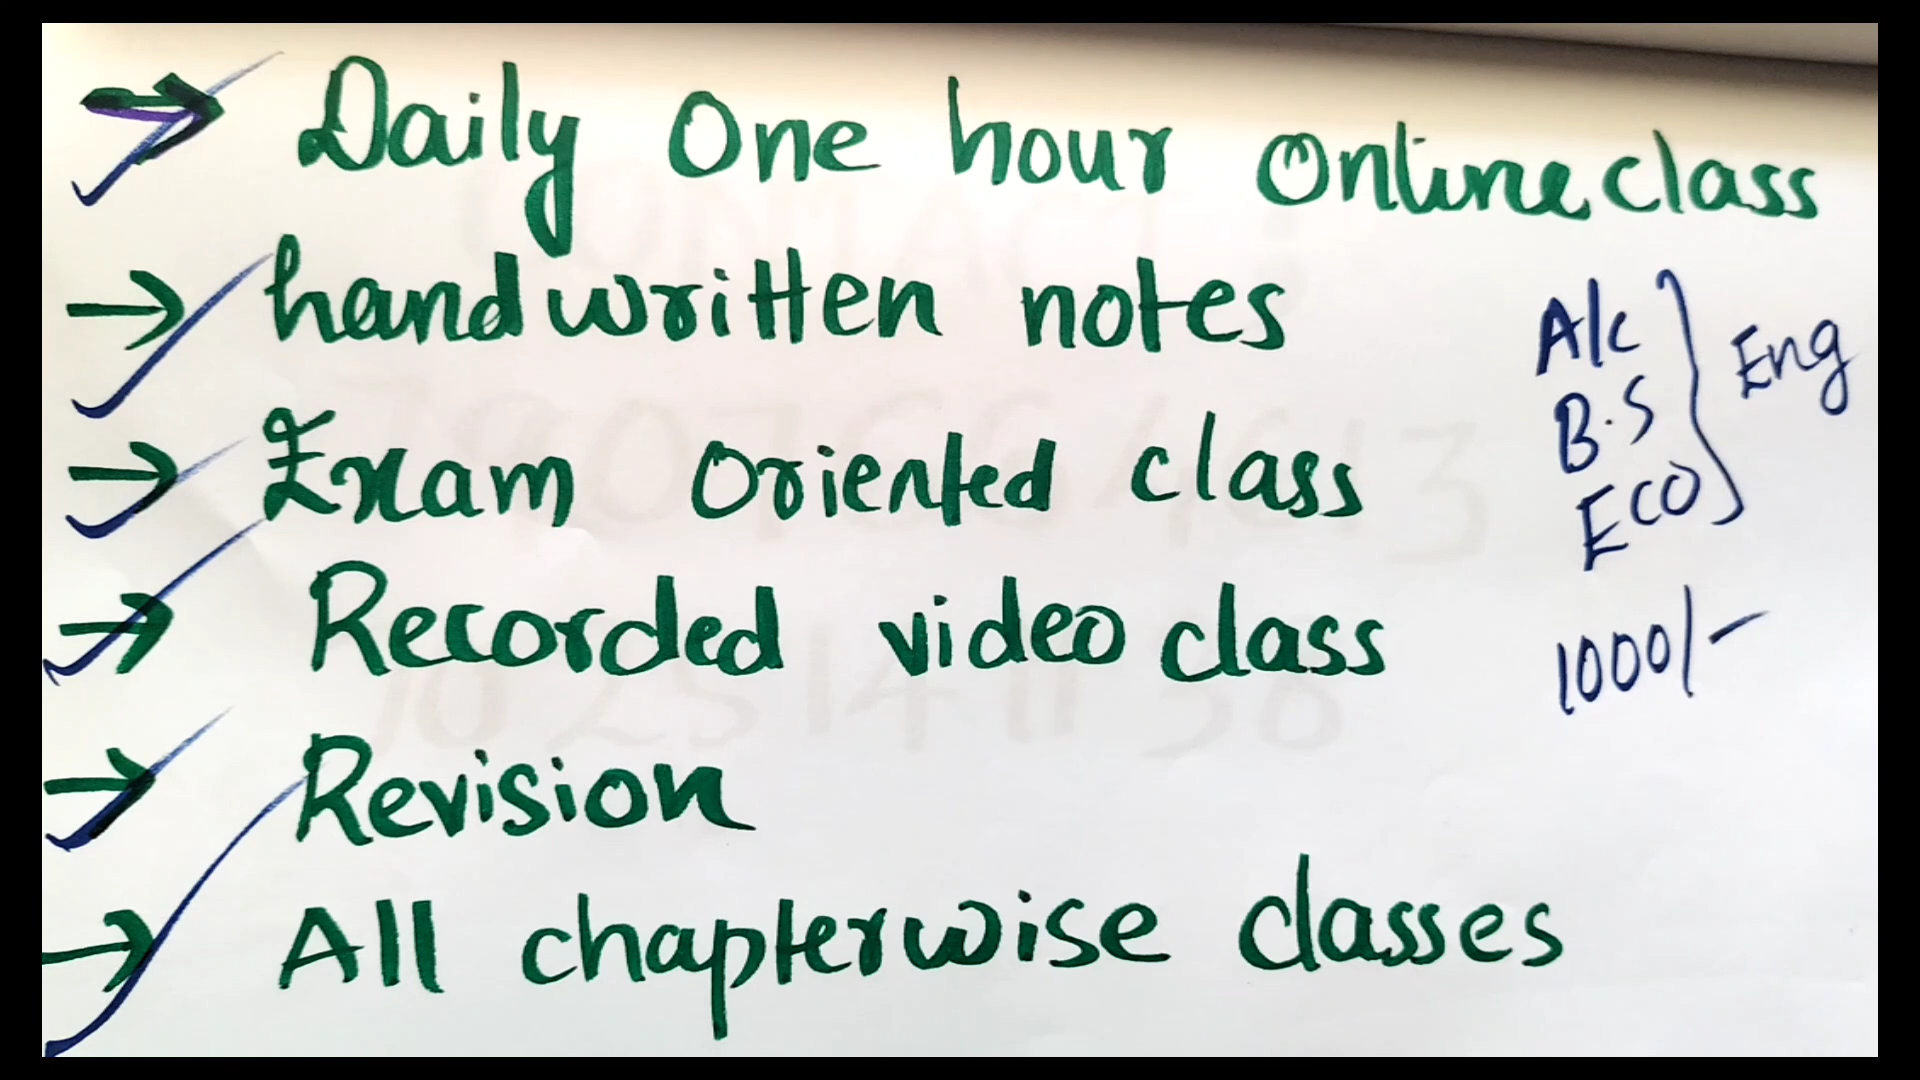 → Daily One hour Online class
→ handwritten notes
→ Exam Oriented class
→ Recorded video class
→ Revision
→ All chapterwise classes
A/c
B.S
ECO
} Eng
1000/-
CONTACT :